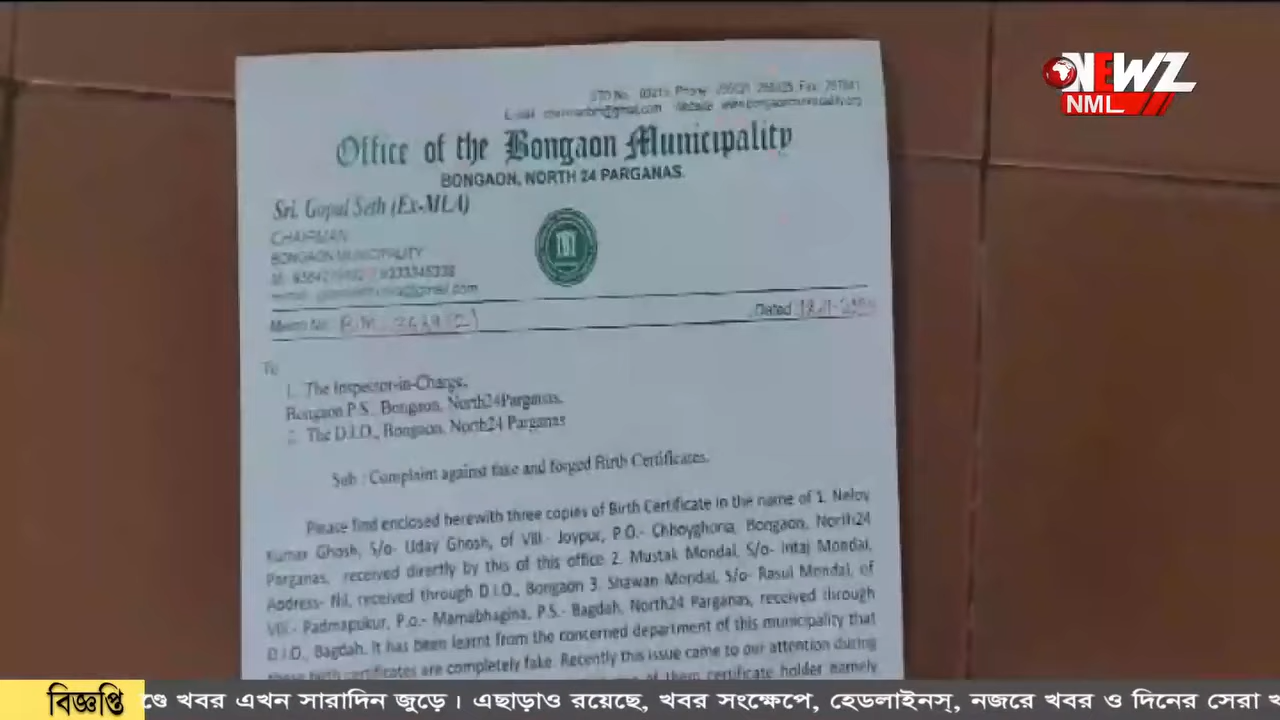 NEWZ
NML
Office of the Bongaon Municipality
BONGAON, NORTH 24 PARGANAS.
Sri. Gopal Seth (Ex-MLA)
CHAIRMAN
BONGAON MUNICIPALITY
Memo No.
Dated
To
1. The Inspector-in-Charge,
Bongaon P.S., Bongaon, North24Parganas.
2. The D.I.O., Bongaon, North24 Parganas
Sub : Complaint against fake and forged Birth Certificates.
Please find enclosed herewith three copies of Birth Certificate in the name of 1. Neloy
Kumar Ghosh, S/o- Uday Ghosh, of Vill.- Joypur, P.O.- Chhoyghoria, Bongaon, North24
Parganas, received directly by this of this office 2. Mustak Mondal, S/o- Intaj Mondal,
Address- Nil, received through D.I.O., Bongaon 3. Shawan Mondal, S/o- Rasul Mondal, of
Vill.- Padmapukur, P.o.- Mamabhagina, P.S.- Bagdah, North24 Parganas, received through
D.I.O., Bagdah. It has been learnt from the concerned department of this municipality that
these birth certificates are completely fake. Recently this issue came to our attention during
of them certificate holder namely
বিজ্ঞপ্তি
ণ্ডে খবর এখন সারাদিন জুড়ে। এছাড়াও রয়েছে, খবর সংক্ষেপে, হেডলাইনস্, নজরে খবর ও দিনের সেরা খ